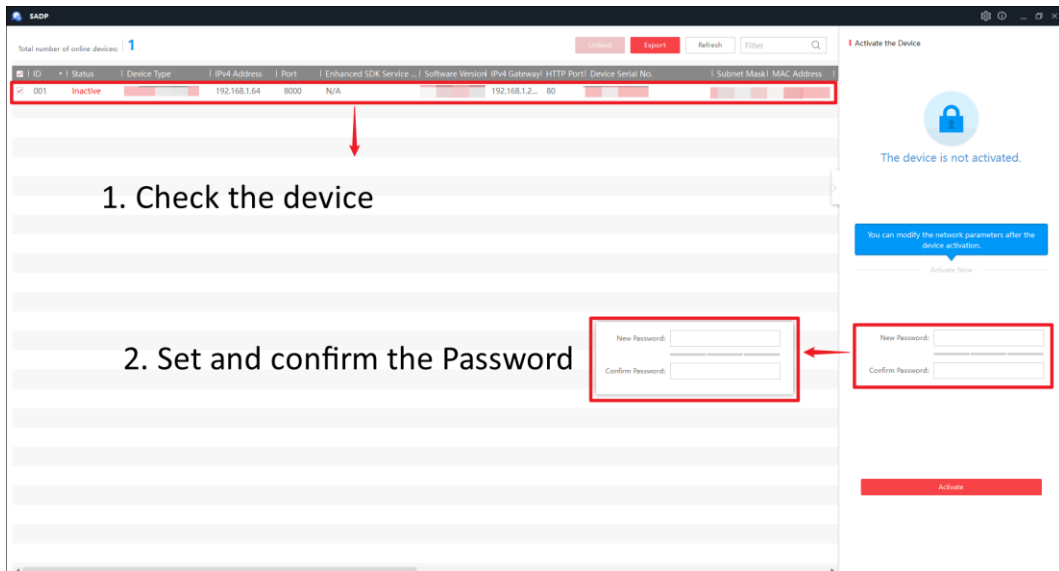 SADP
Total number of online devices: 1
Unbind Export Refresh Filter
ID Status Device Type IPv4 Address Port Enhanced SDK Service ... Software Version IPv4 Gateway HTTP Port Device Serial No. Subnet Mask MAC Address
001 Inactive 192.168.1.64 8000 N/A 192.168.1.2... 80
1. Check the device
2. Set and confirm the Password
New Password:
Confirm Password:
Activate the Device
The device is not activated.
You can modify the network parameters after the
device activation.
Activate Now
New Password:
Confirm Password:
Activate